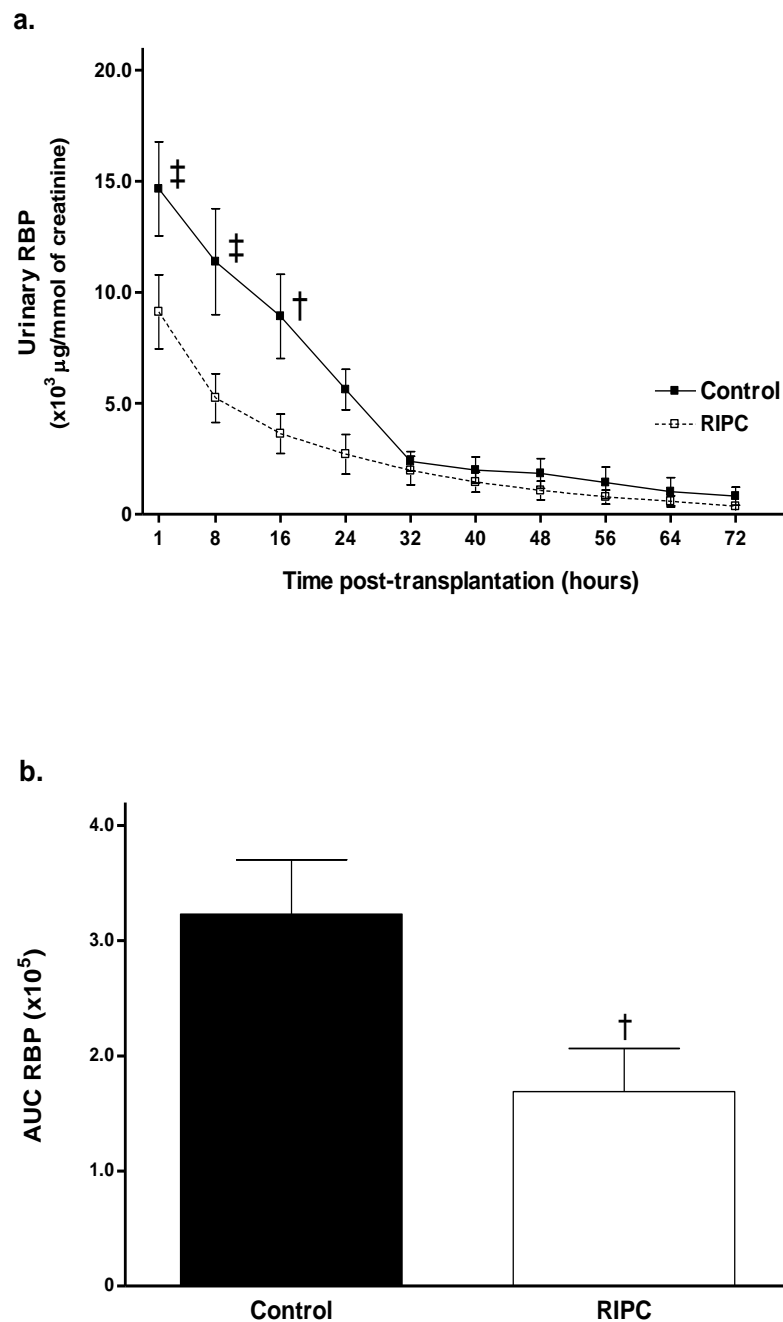 a.
20.0
15.0
10.0
5.0
0
Urinary RBP
(x10³ µg/mmol of creatinine)
‡
‡
†
Control
RIPC
1 8 16 24 32 40 48 56 64 72
Time post-transplantation (hours)
b.
4.0
3.0
2.0
1.0
0
AUC RBP (x10⁵)
†
Control RIPC